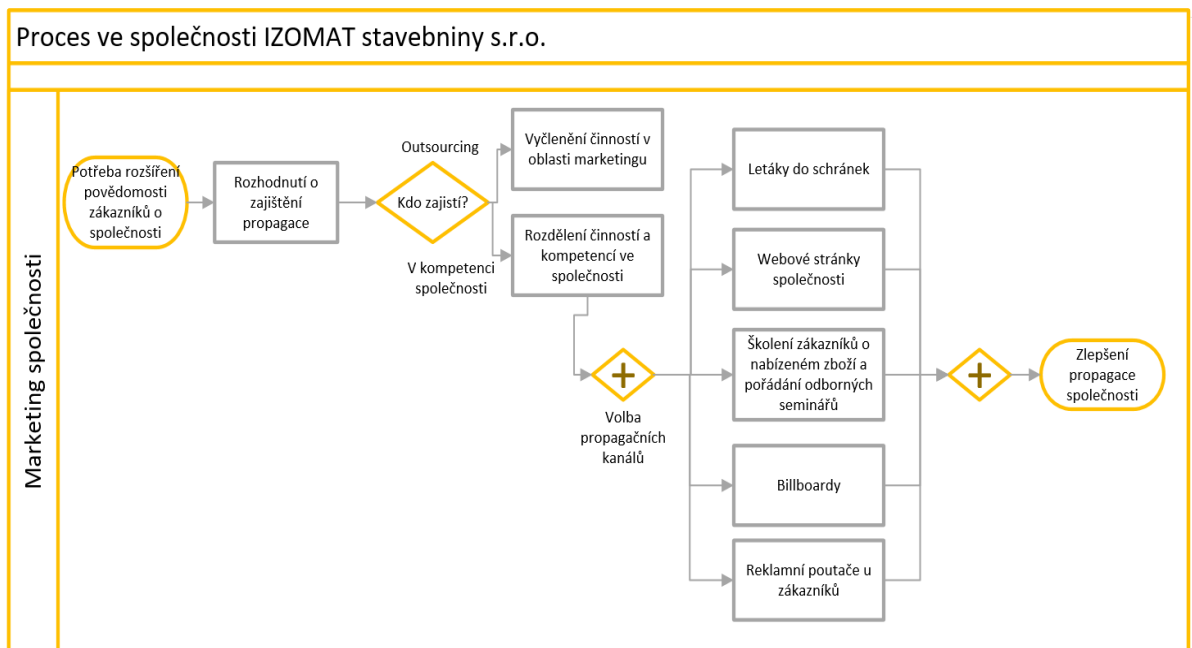 Proces ve společnosti IZOMAT stavebniny s.r.o.
Marketing společnosti
Potřeba rozšíření
povědomosti
zákazníků o
společnosti
Rozhodnutí o
zajištění
propagace
Outsourcing
Kdo zajistí?
V kompetenci
společnosti
Vyčlenění činností v
oblasti marketingu
Rozdělení činností a
kompetencí ve
společnosti
Volba
propagačních
kanálů
Letáky do schránek
Webové stránky
společnosti
Školení zákazníků o
nabízeném zboží a
pořádání odborných
seminářů
Billboardy
Reklamní poutače u
zákazníků
Zlepšení
propagace
společnosti